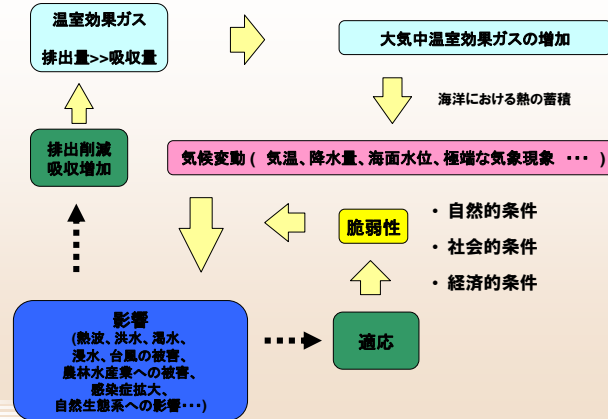 温室効果ガス
排出量>>吸収量
大気中温室効果ガスの増加
海洋における熱の蓄積
排出削減
吸収増加
気候変動 ( 気温、降水量、海面水位、極端な気象現象 ・・・ )
脆弱性
・ 自然的条件
・ 社会的条件
・ 経済的条件
影響
(熱波、洪水、渇水、
浸水、台風の被害、
農林水産業への被害、
感染症拡大、
自然生態系への影響・・・)
適応